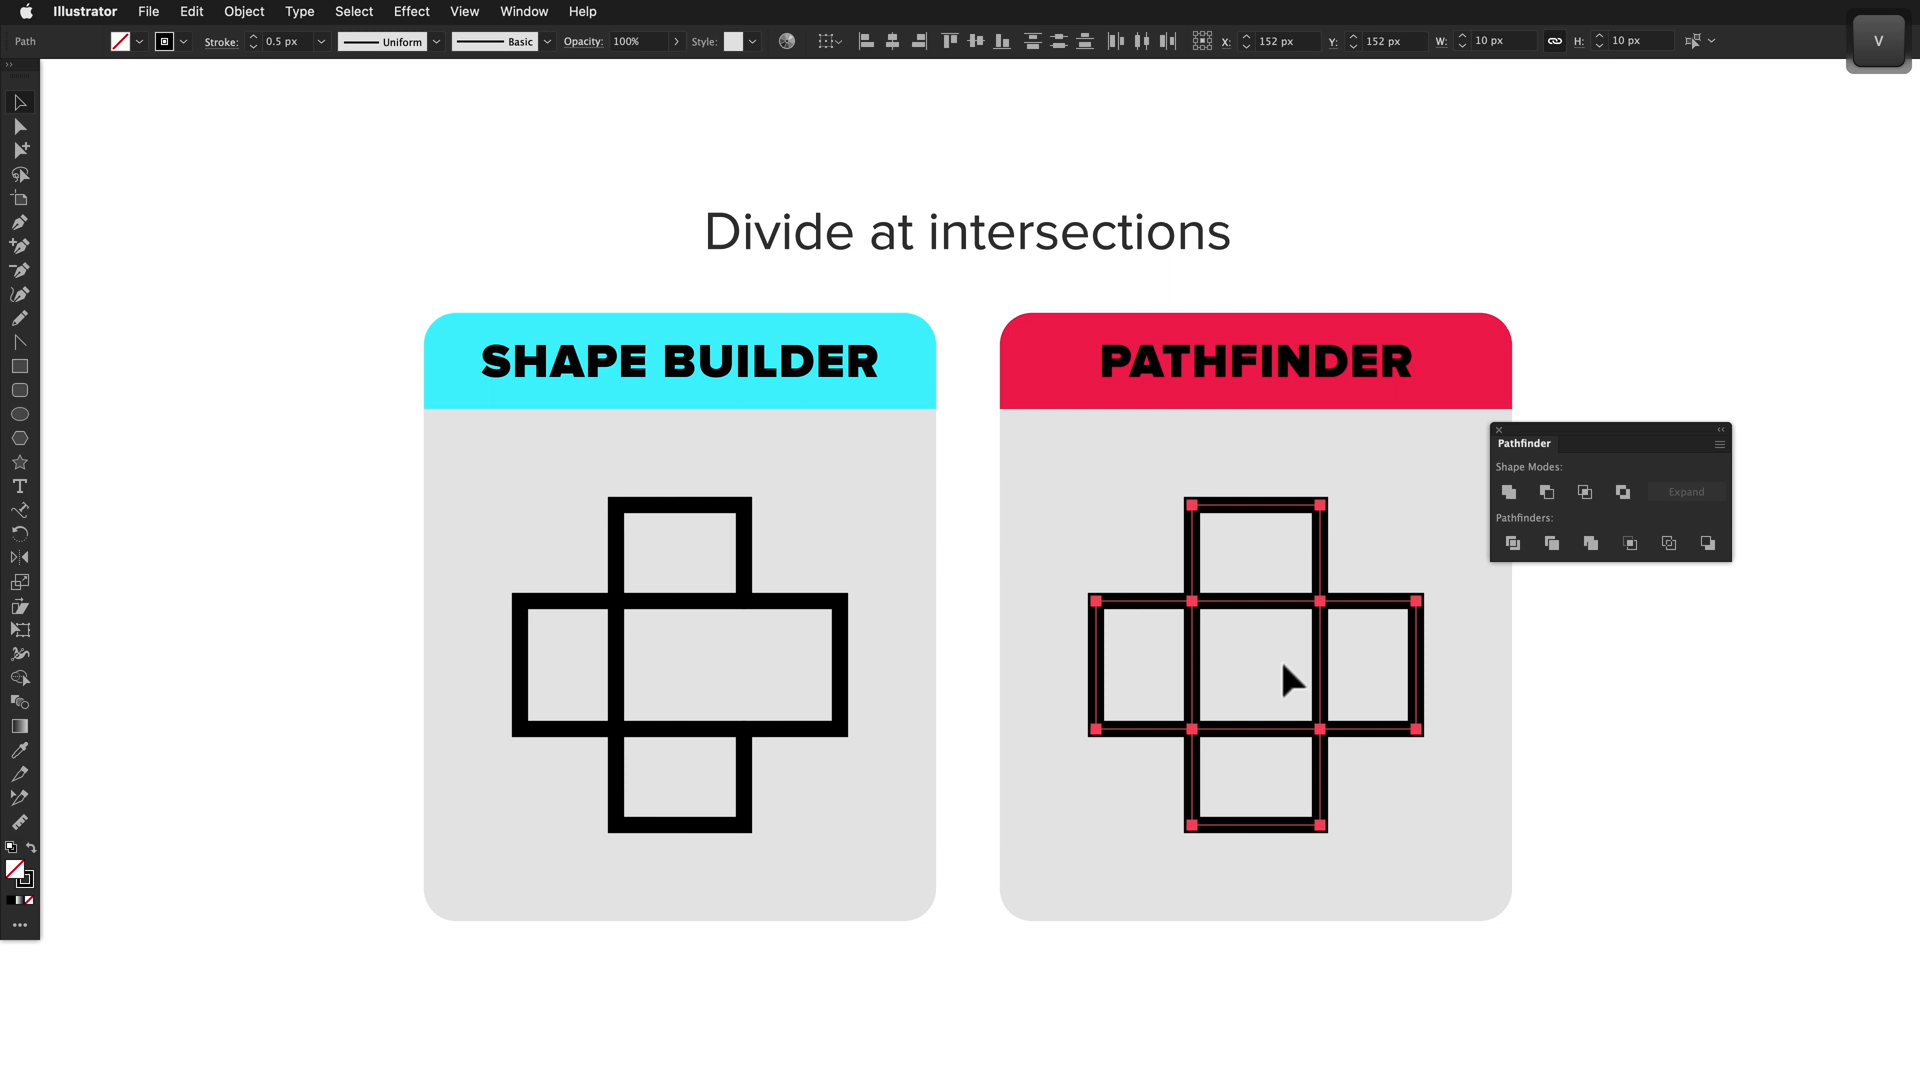 Illustrator File Edit Object Type Select Effect View Window Help
Path Stroke: 0.5 px Uniform Basic Opacity: 100% Style: X: 152 px Y: 152 px W: 10 px H: 10 px
V
Divide at intersections
SHAPE BUILDER
PATHFINDER
Pathfinder
Shape Modes:
Expand
Pathfinders: